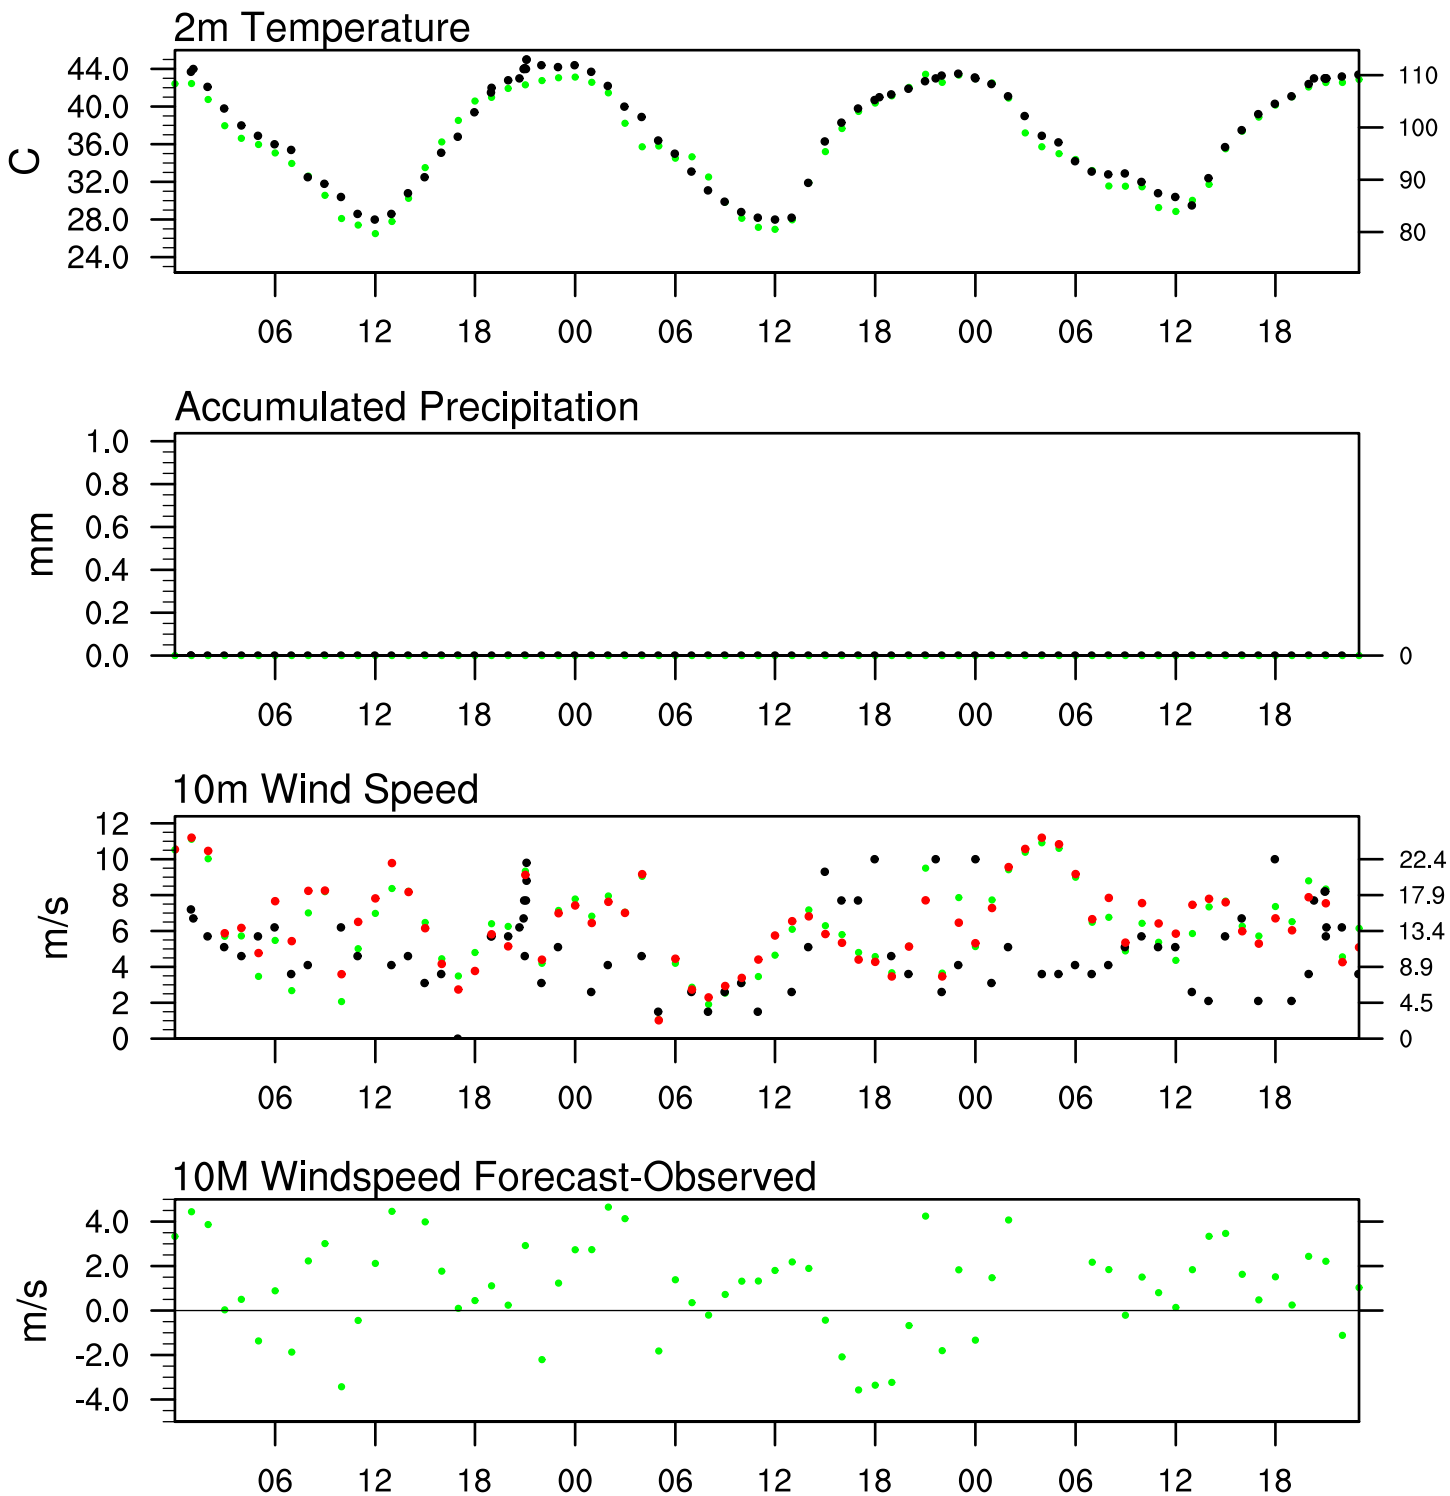 2m Temperature
44.0
40.0
36.0
32.0
28.0
24.0
C
110
100
90
80
06 12 18 00 06 12 18 00 06 12 18
Accumulated Precipitation
1.0
0.8
0.6
0.4
0.2
0.0
mm
0
06 12 18 00 06 12 18 00 06 12 18
10m Wind Speed
12
10
8
6
4
2
0
m/s
22.4
17.9
13.4
8.9
4.5
0
06 12 18 00 06 12 18 00 06 12 18
10M Windspeed Forecast-Observed
4.0
2.0
0.0
-2.0
-4.0
m/s
06 12 18 00 06 12 18 00 06 12 18